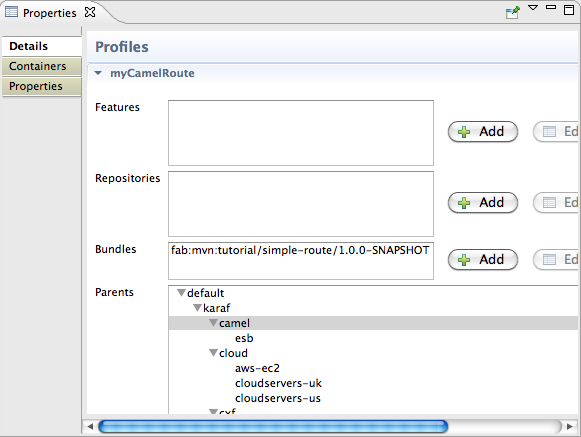 Properties
Details
Containers
Properties
Profiles
myCamelRoute
Features
Add
Ed
Repositories
Add
Ed
Bundles
fab:mvn:tutorial/simple-route/1.0.0-SNAPSHOT
Add
Ed
Parents
default
karaf
camel
esb
cloud
aws-ec2
cloudservers-uk
cloudservers-us
cxf